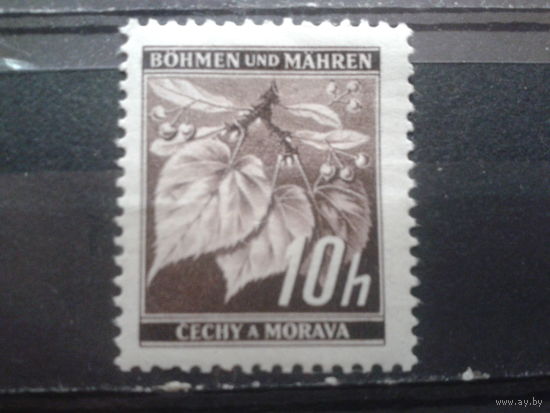 BÖHMEN UND MÄHREN
10h
ČECHY A MORAVA
www.ay.by